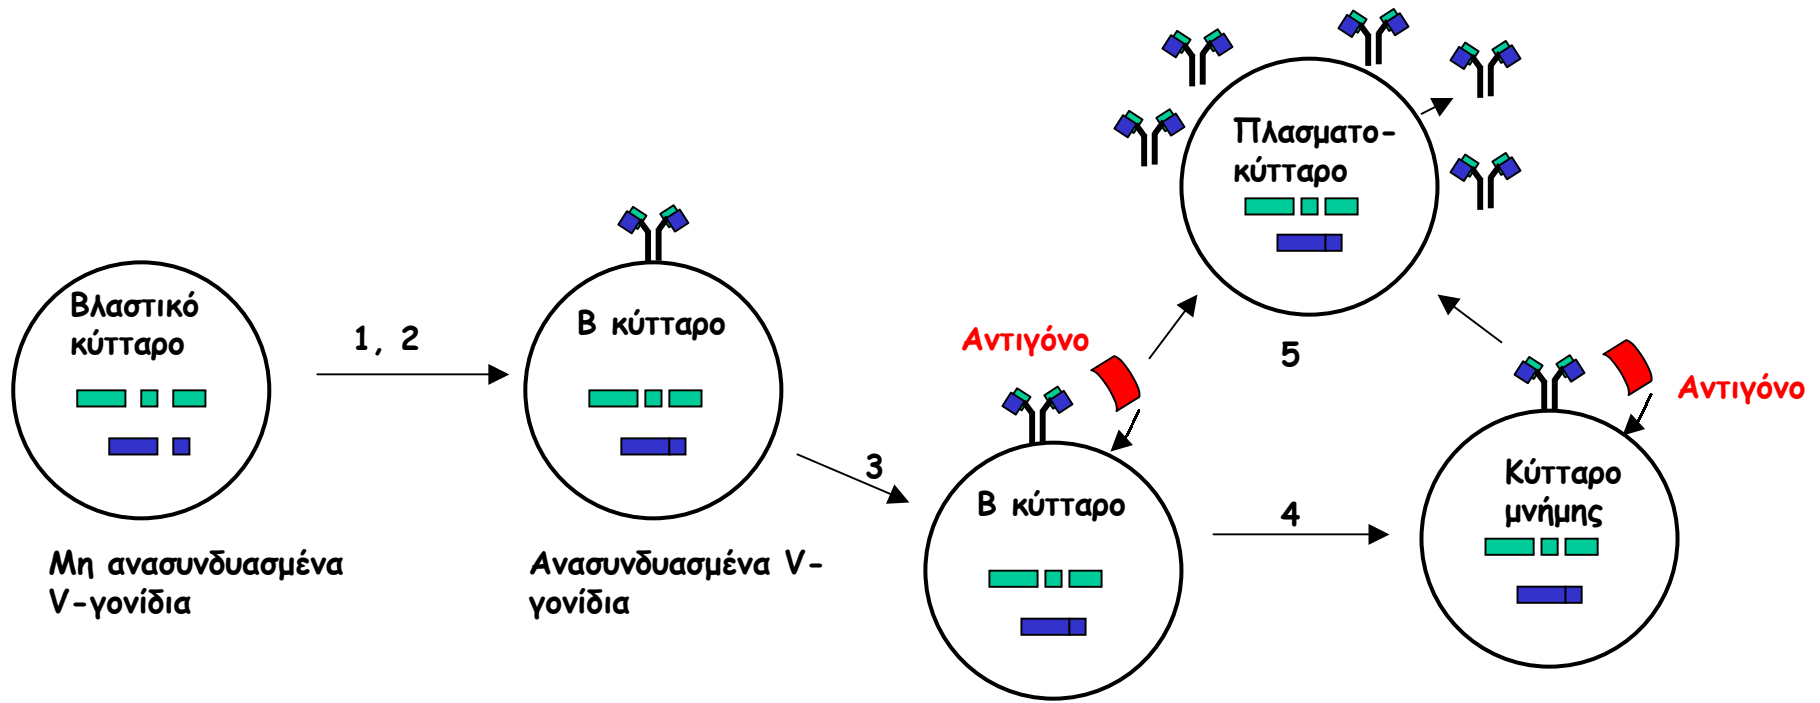 Βλαστικό
κύτταρο
1, 2
Β κύτταρο
Μη ανασυνδυασμένα
V-γονίδια
Ανασυνδυασμένα V-
γονίδια
3
Αντιγόνο
Β κύτταρο
Πλασματο-
κύτταρο
5
4
Αντιγόνο
Κύτταρο
μνήμης